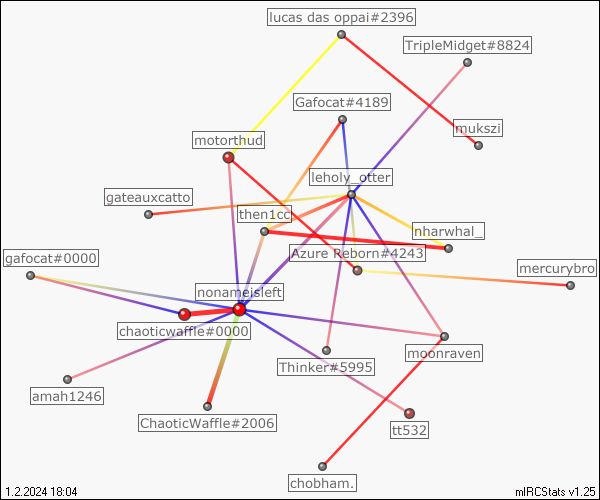 lucas das oppai#2396
TripleMidget#8824
Gafocat#4189
mukszi
motorthud
leholy_otter
gateauxcatto
then1cc
nharwhal_
Azure Reborn#4243
gafocat#0000
mercurybro
nonameisleft
chaoticwaffle#0000
moonraven
Thinker#5995
amah1246
ChaoticWaffle#2006
tt532
chobham.
1.2.2024 18:04
mIRCStats v1.25